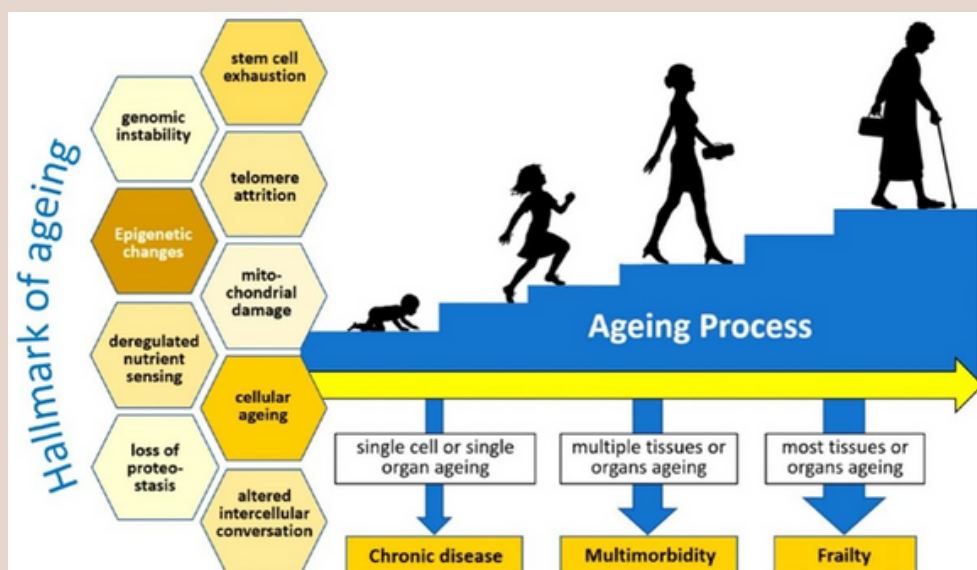 Hallmark of ageing
stem cell
exhaustion
genomic
instability
telomere
attrition
Epigenetic
changes
mito-
chondrial
damage
deregulated
nutrient
sensing
cellular
ageing
loss of
proteo-
stasis
altered
intercellular
conversation
Ageing Process
single cell or single
organ ageing
multiple tissues or
organs ageing
most tissues or
organs ageing
Chronic disease
Multimorbidity
Frailty